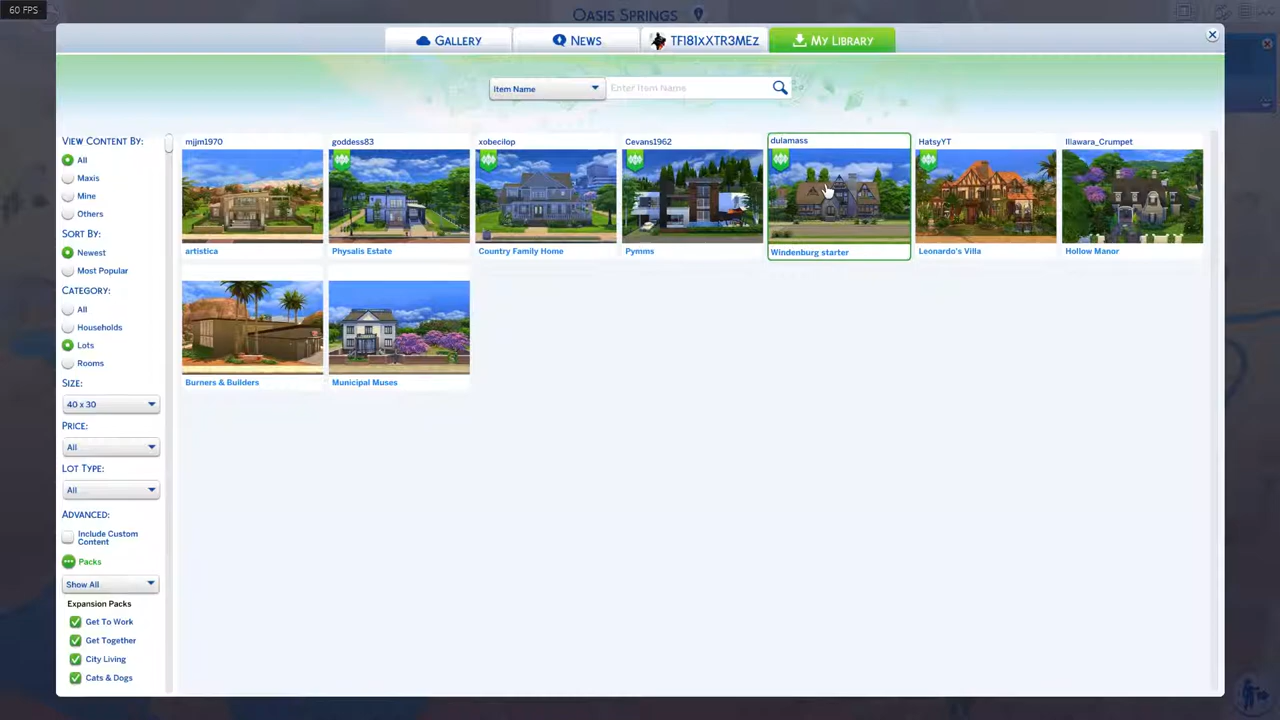 60 FPS
Oasis Springs
Gallery
News
TF181xXTR3MEz
My Library
Item Name
Enter Item Name
View Content By:
All
Maxis
Mine
Others
Sort By:
Newest
Most Popular
Category:
All
Households
Lots
Rooms
Size:
40 x 30
Price:
All
Lot Type:
All
Advanced:
Include Custom
Content
Packs
Show All
Expansion Packs
Get To Work
Get Together
City Living
Cats & Dogs
mjjm1970
artistica
goddess83
Physalis Estate
xobecilop
Country Family Home
Cevans1962
Pymms
dulamass
Windenburg starter
HatsyYT
Leonardo's Villa
Illawara_Crumpet
Hollow Manor
Burners & Builders
Municipal Muses